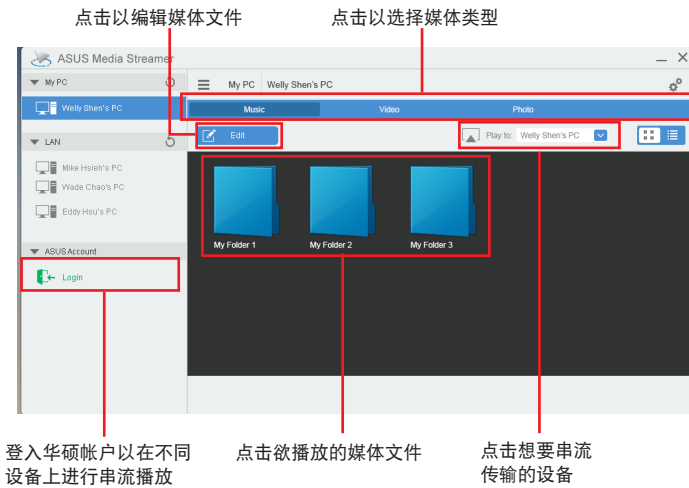 点击以编辑媒体文件
点击以选择媒体类型
ASUS Media Streamer
My PC
My PC Welly Shen's PC
Welly Shen's PC
Music Video Photo
Edit
Play to: Welly Shen's PC
LAN
Mike Hsieh's PC
Wade Chao's PC
Eddy Hsu's PC
My Folder 1 My Folder 2 My Folder 3
ASUS Account
Login
登入华硕帐户以在不同
设备上进行串流播放
点击欲播放的媒体文件
点击想要串流
传输的设备